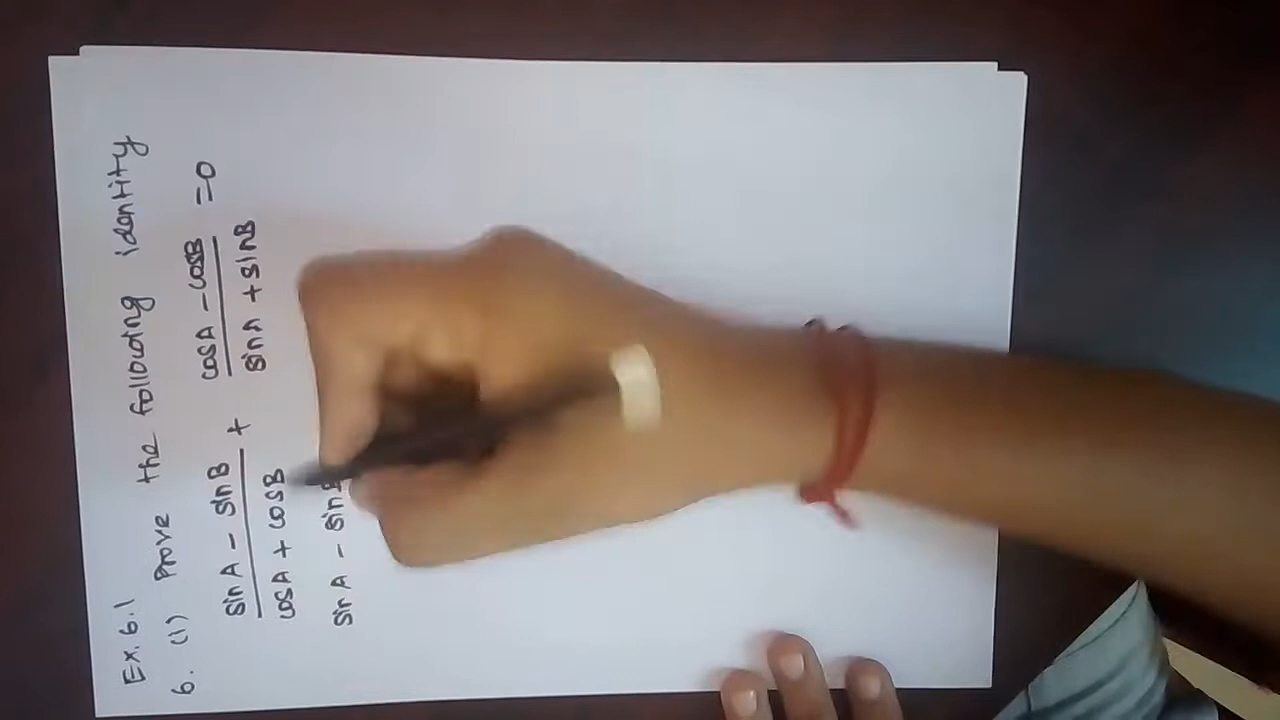 Ex. 6.1
6. (i) Prove the following identity
sin A - sin B / cos A + cos B + cos A - cos B / sin A + sin B = 0
sin A - sin B